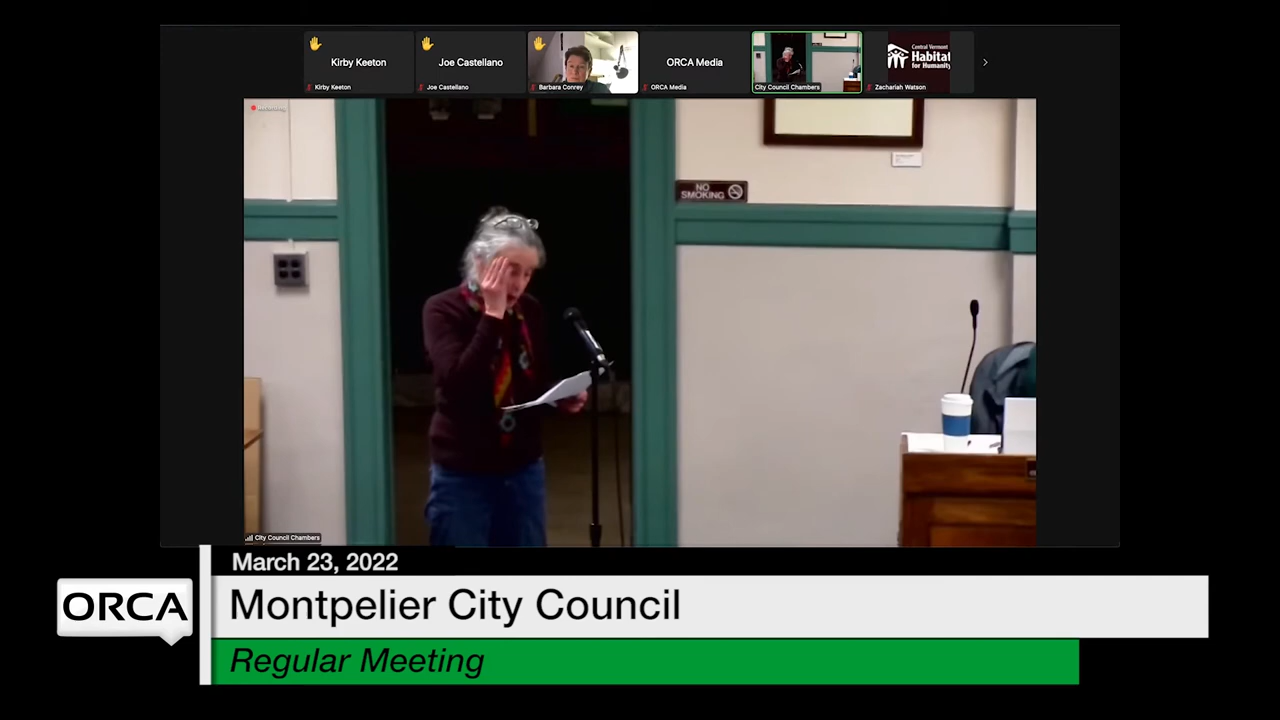 Kirby Keeton
Joe Castellano
ORCA Media
Central Vermont
Habitat
for Humanity
Kirby Keeton
Joe Castellano
Barbara Conrey
ORCA Media
City Council Chambers
Zachariah Watson
Recording
NO
SMOKING
City Council Chambers
March 23, 2022
ORCA
Montpelier City Council
Regular Meeting